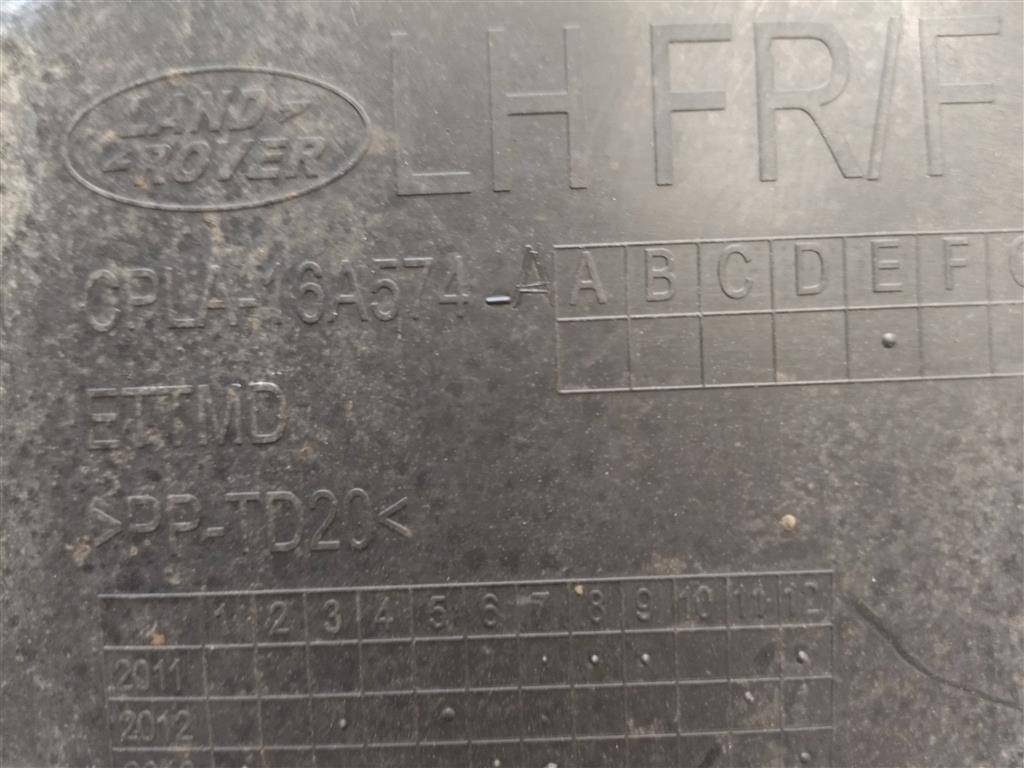 LAND
ROVER
LH FR/F
CPLA-16A574-A
A B C D E F
ETTMD
>PP-TD20<
1 2 3 4 5 6 7 8 9 10 11 12
2011
2012